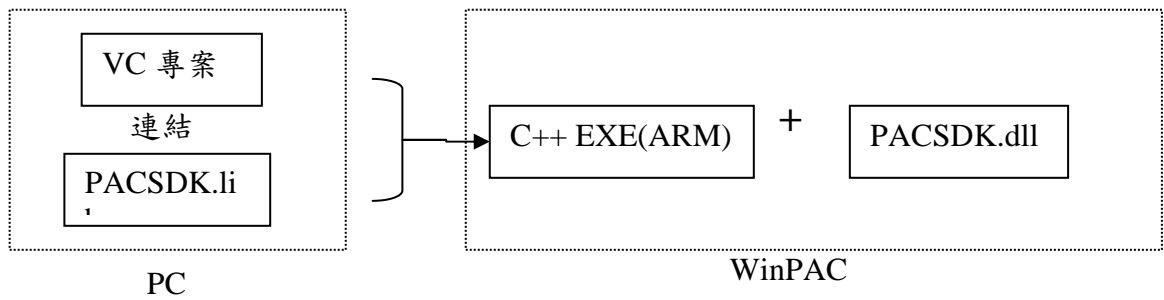 VC 專案
連結
PACSDK.li
PC
C++ EXE(ARM)
+
PACSDK.dll
WinPAC